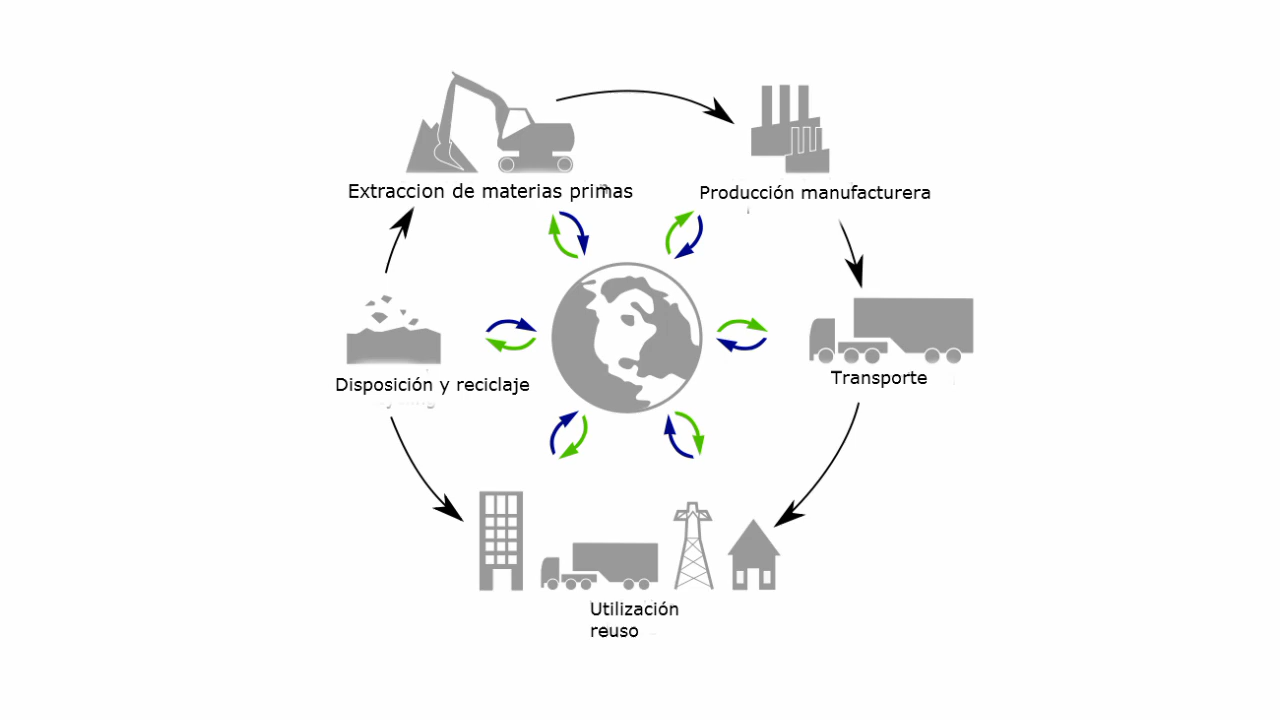 Extraccion de materias primas
Producción manufacturera
Transporte
Disposición y reciclaje
Utilización
reuso